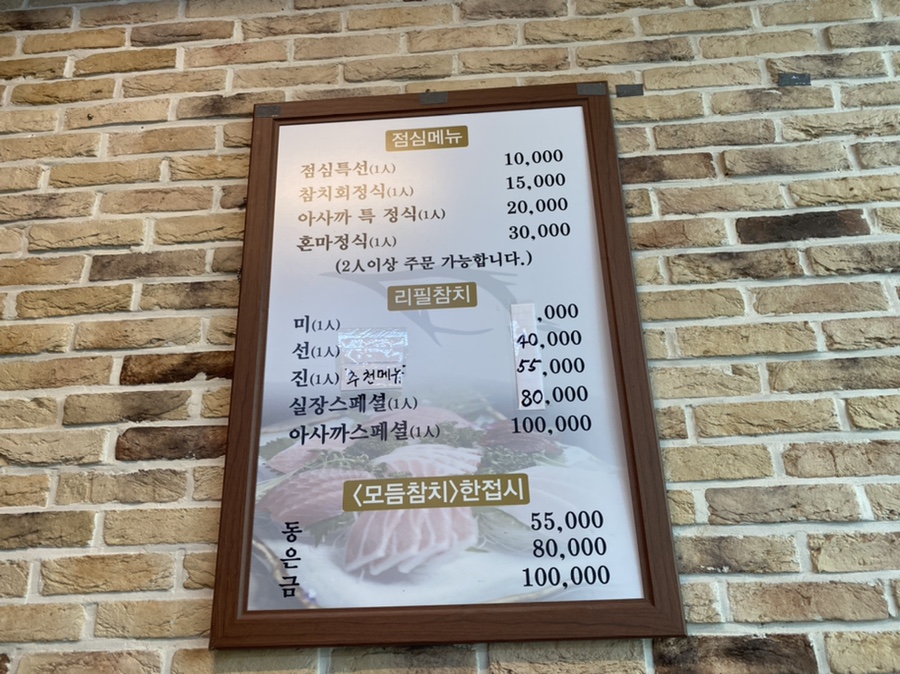 점심메뉴
점심특선(1人) 10,000
참치회정식(1人) 15,000
아사까 특 정식(1人) 20,000
혼마정식(1人) 30,000
(2人이상 주문 가능합니다.)
리필참치
미(1人) ,000
선(1人) 40,000
진(1人) 추천메뉴 55,000
실장스페셜(1人) 80,000
아사까스페셜(1人) 100,000
<모듬참치>한접시
동 55,000
은 80,000
금 100,000